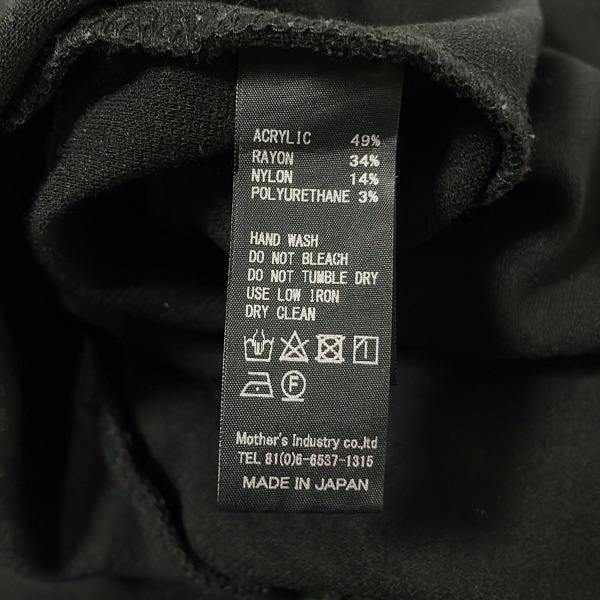 ACRYLIC 49%
RAYON 34%
NYLON 14%
POLYURETHANE 3%
HAND WASH
DO NOT BLEACH
DO NOT TUMBLE DRY
USE LOW IRON
DRY CLEAN
F
Mother's Industry co.,ltd
TEL 81(0)6-6537-1315
MADE IN JAPAN